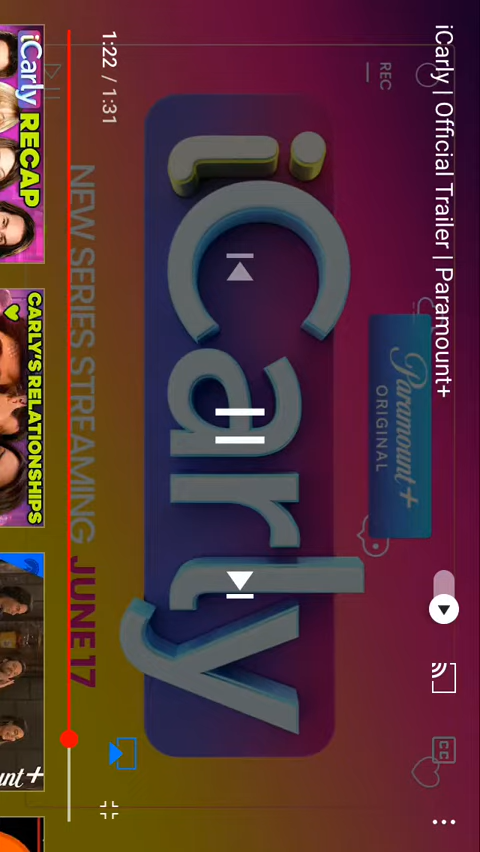 iCarly | Official Trailer | Paramount+
REC
CC
Paramount+
ORIGINAL
iCarly
NEW SERIES STREAMING JUNE 17
1:22 / 1:31
iCarly RECAP
CARLY'S RELATIONSHIPS